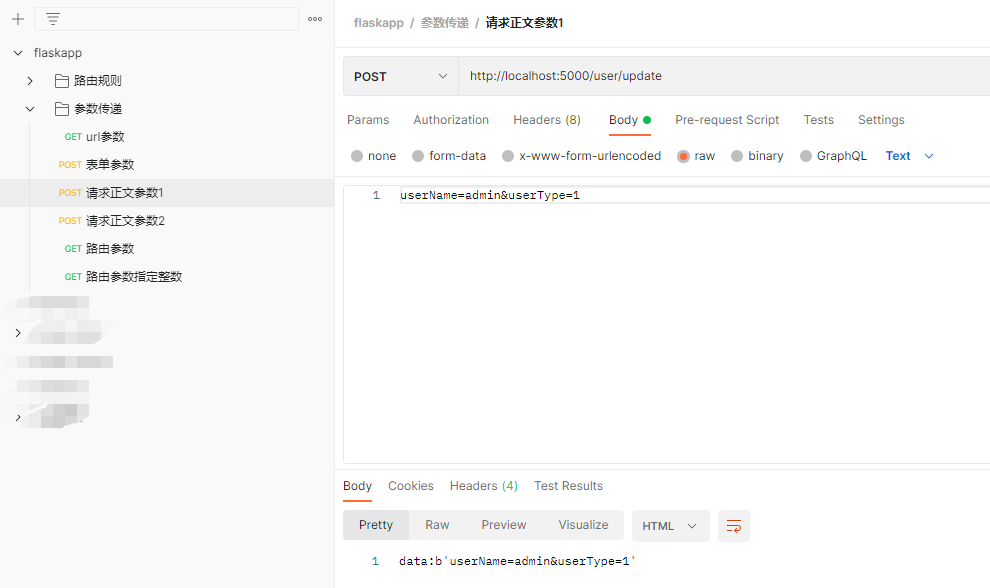 flaskapp
路由规则
参数传递
GET url参数
POST 表单参数
POST 请求正文参数1
POST 请求正文参数2
GET 路由参数
GET 路由参数指定整数
flaskapp / 参数传递 / 请求正文参数1
POST http://localhost:5000/user/update
Params Authorization Headers (8) Body Pre-request Script Tests Settings
none form-data x-www-form-urlencoded raw binary GraphQL Text
1 userName=admin&userType=1
Body Cookies Headers (4) Test Results
Pretty Raw Preview Visualize HTML
1 data:b'userName=admin&userType=1'